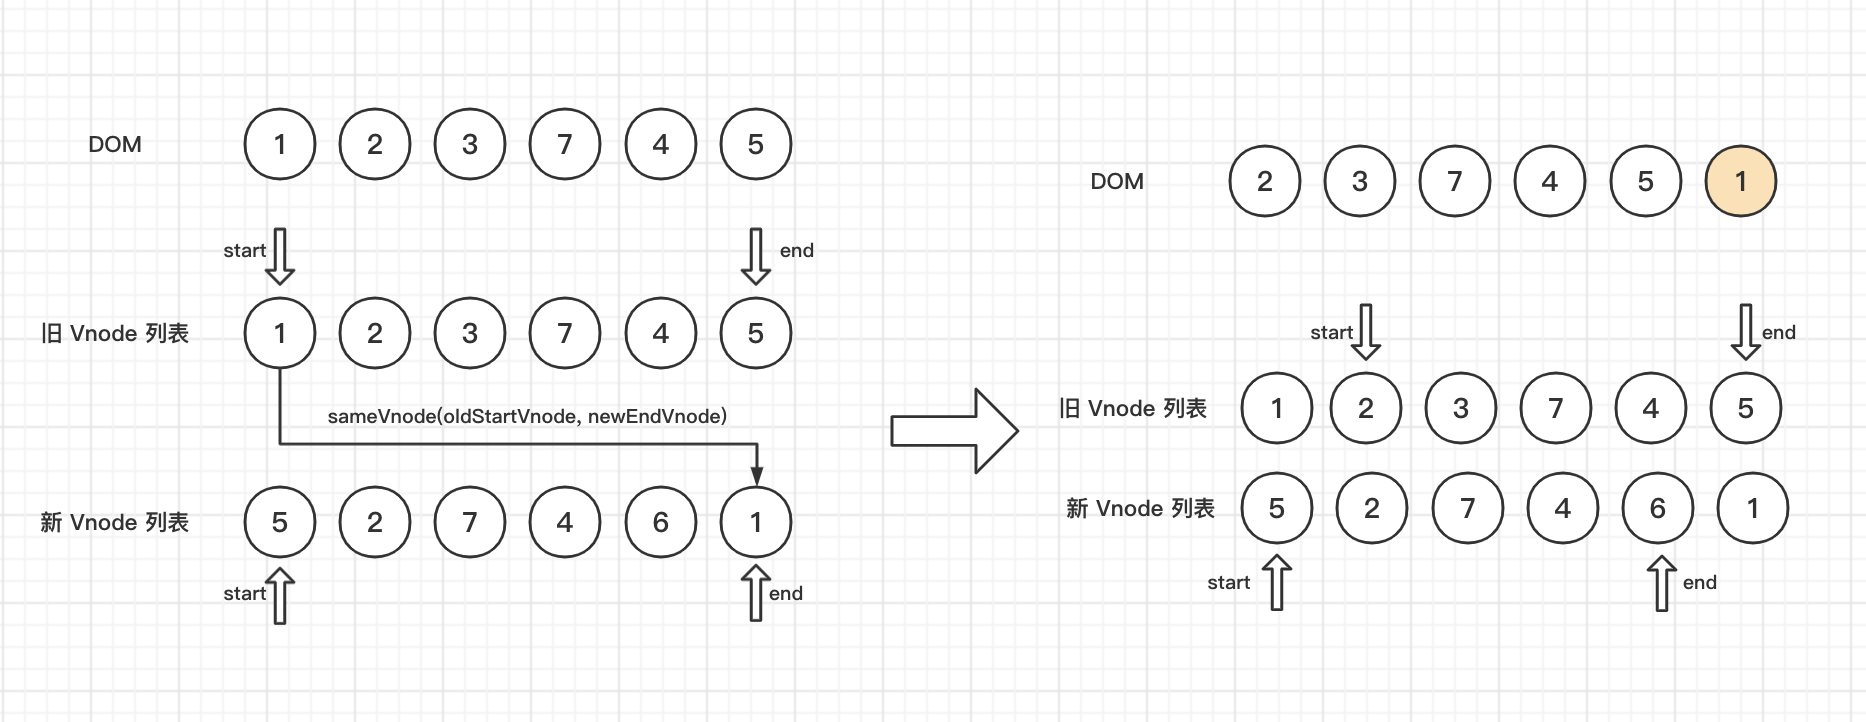 DOM 1 2 3 7 4 5
start end
旧 Vnode 列表 1 2 3 7 4 5
sameVnode(oldStartVnode, newEndVnode)
新 Vnode 列表 5 2 7 4 6 1
start end
DOM 2 3 7 4 5 1
start end
旧 Vnode 列表 1 2 3 7 4 5
新 Vnode 列表 5 2 7 4 6 1
start end